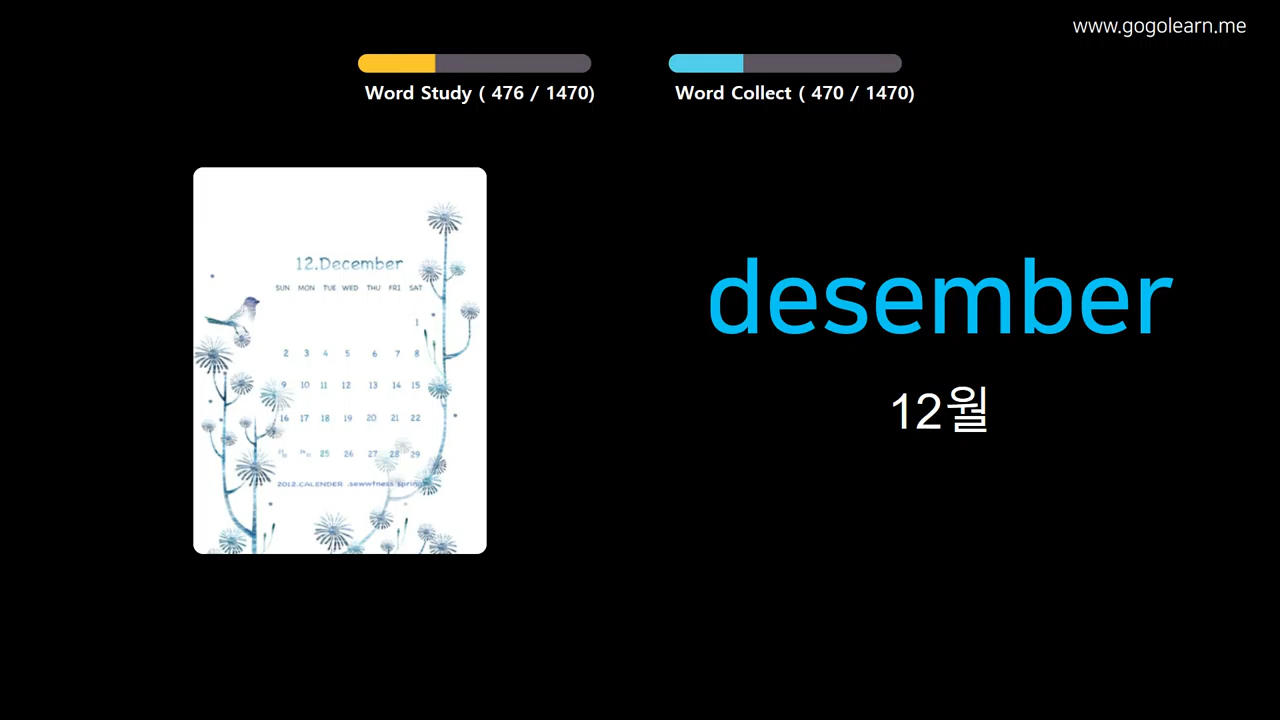 www.gogolearn.me
Word Study ( 476 / 1470)
Word Collect ( 470 / 1470)
12.December
SUN MON TUE WED THU FRI SAT
1
2 3 4 5 6 7 8
9 10 11 12 13 14 15
16 17 18 19 20 21 22
25 26 27 28 29
2012.CALENDER .sewwtness spring
desember
12월